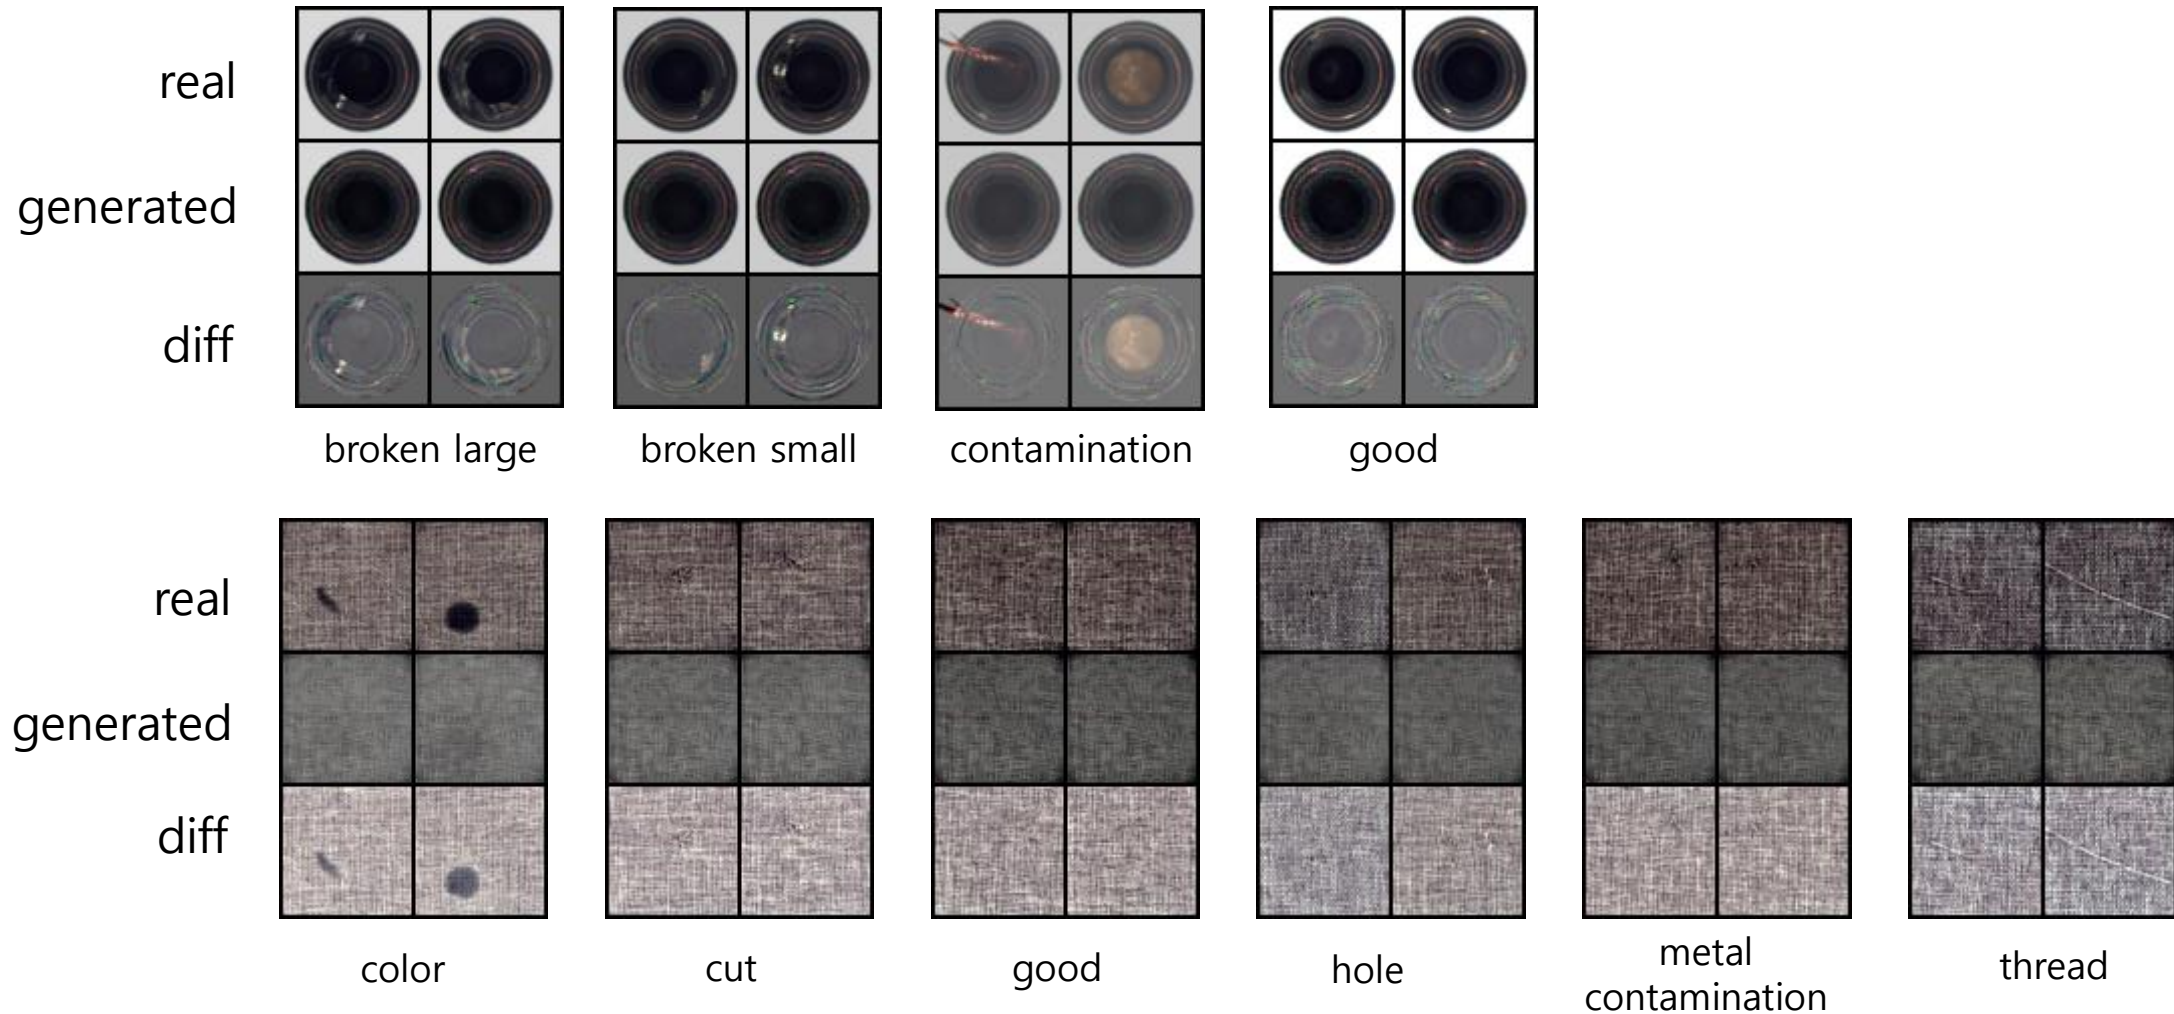 real
generated
diff
broken large
broken small
contamination
good
real
generated
diff
color
cut
good
hole
metal
contamination
thread